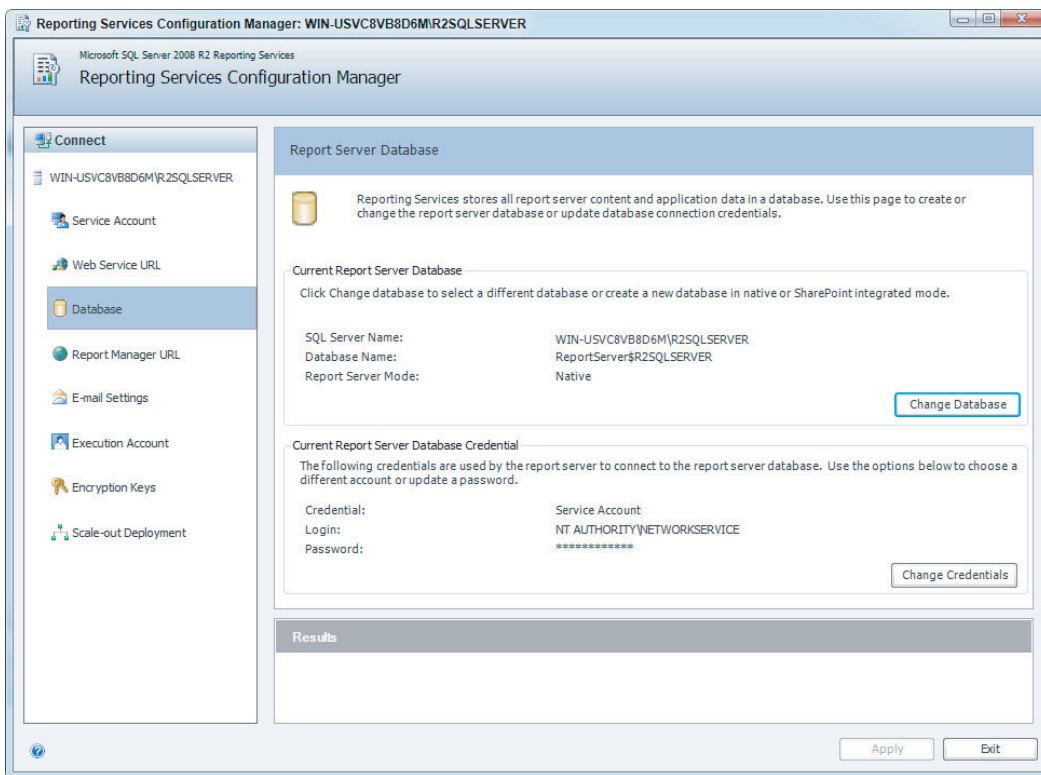 Reporting Services Configuration Manager: WIN-USVC8VB8D6M\R2SQLSERVER
Microsoft SQL Server 2008 R2 Reporting Services
Reporting Services Configuration Manager
Connect
WIN-USVC8VB8D6M\R2SQLSERVER
Service Account
Web Service URL
Database
Report Manager URL
E-mail Settings
Execution Account
Encryption Keys
Scale-out Deployment
Report Server Database
Reporting Services stores all report server content and application data in a database. Use this page to create or
change the report server database or update database connection credentials.
Current Report Server Database
Click Change database to select a different database or create a new database in native or SharePoint integrated mode.
SQL Server Name: WIN-USVC8VB8D6M\R2SQLSERVER
Database Name: ReportServer$R2SQLSERVER
Report Server Mode: Native
Change Database
Current Report Server Database Credential
The following credentials are used by the report server to connect to the report server database. Use the options below to choose a
different account or update a password.
Credential: Service Account
Login: NT AUTHORITY\NETWORKSERVICE
Password: ************
Change Credentials
Results
Apply
Exit